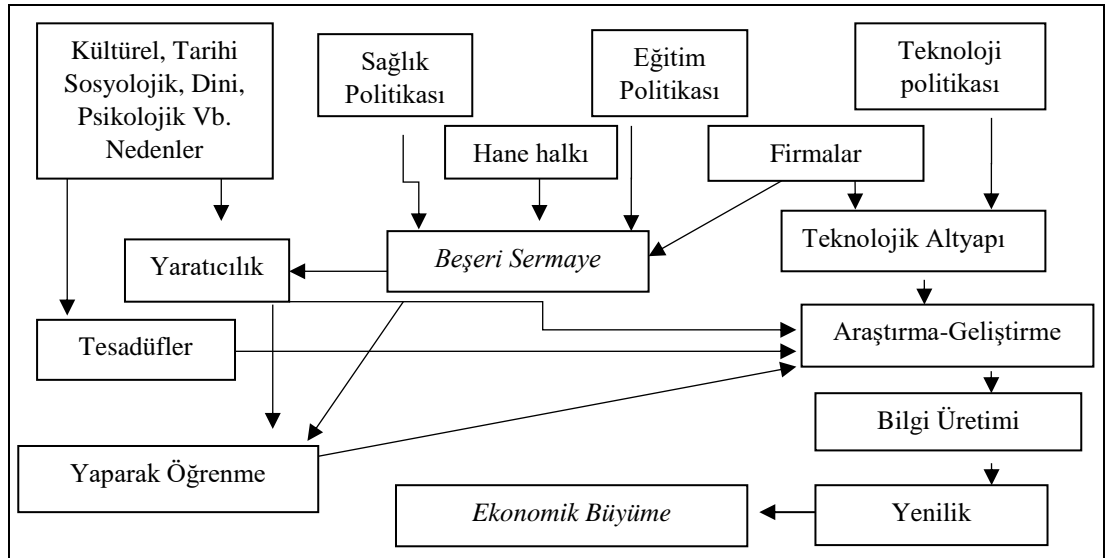 Kültürel, Tarihi
Sosyolojik, Dini,
Psikolojik Vb.
Nedenler
Sağlık
Politikası
Eğitim
Politikası
Teknoloji
politikası
Hane halkı
Firmalar
Yaratıcılık
Beşeri Sermaye
Teknolojik Altyapı
Tesadüfler
Araştırma-Geliştirme
Bilgi Üretimi
Yaparak Öğrenme
Ekonomik Büyüme
Yenilik